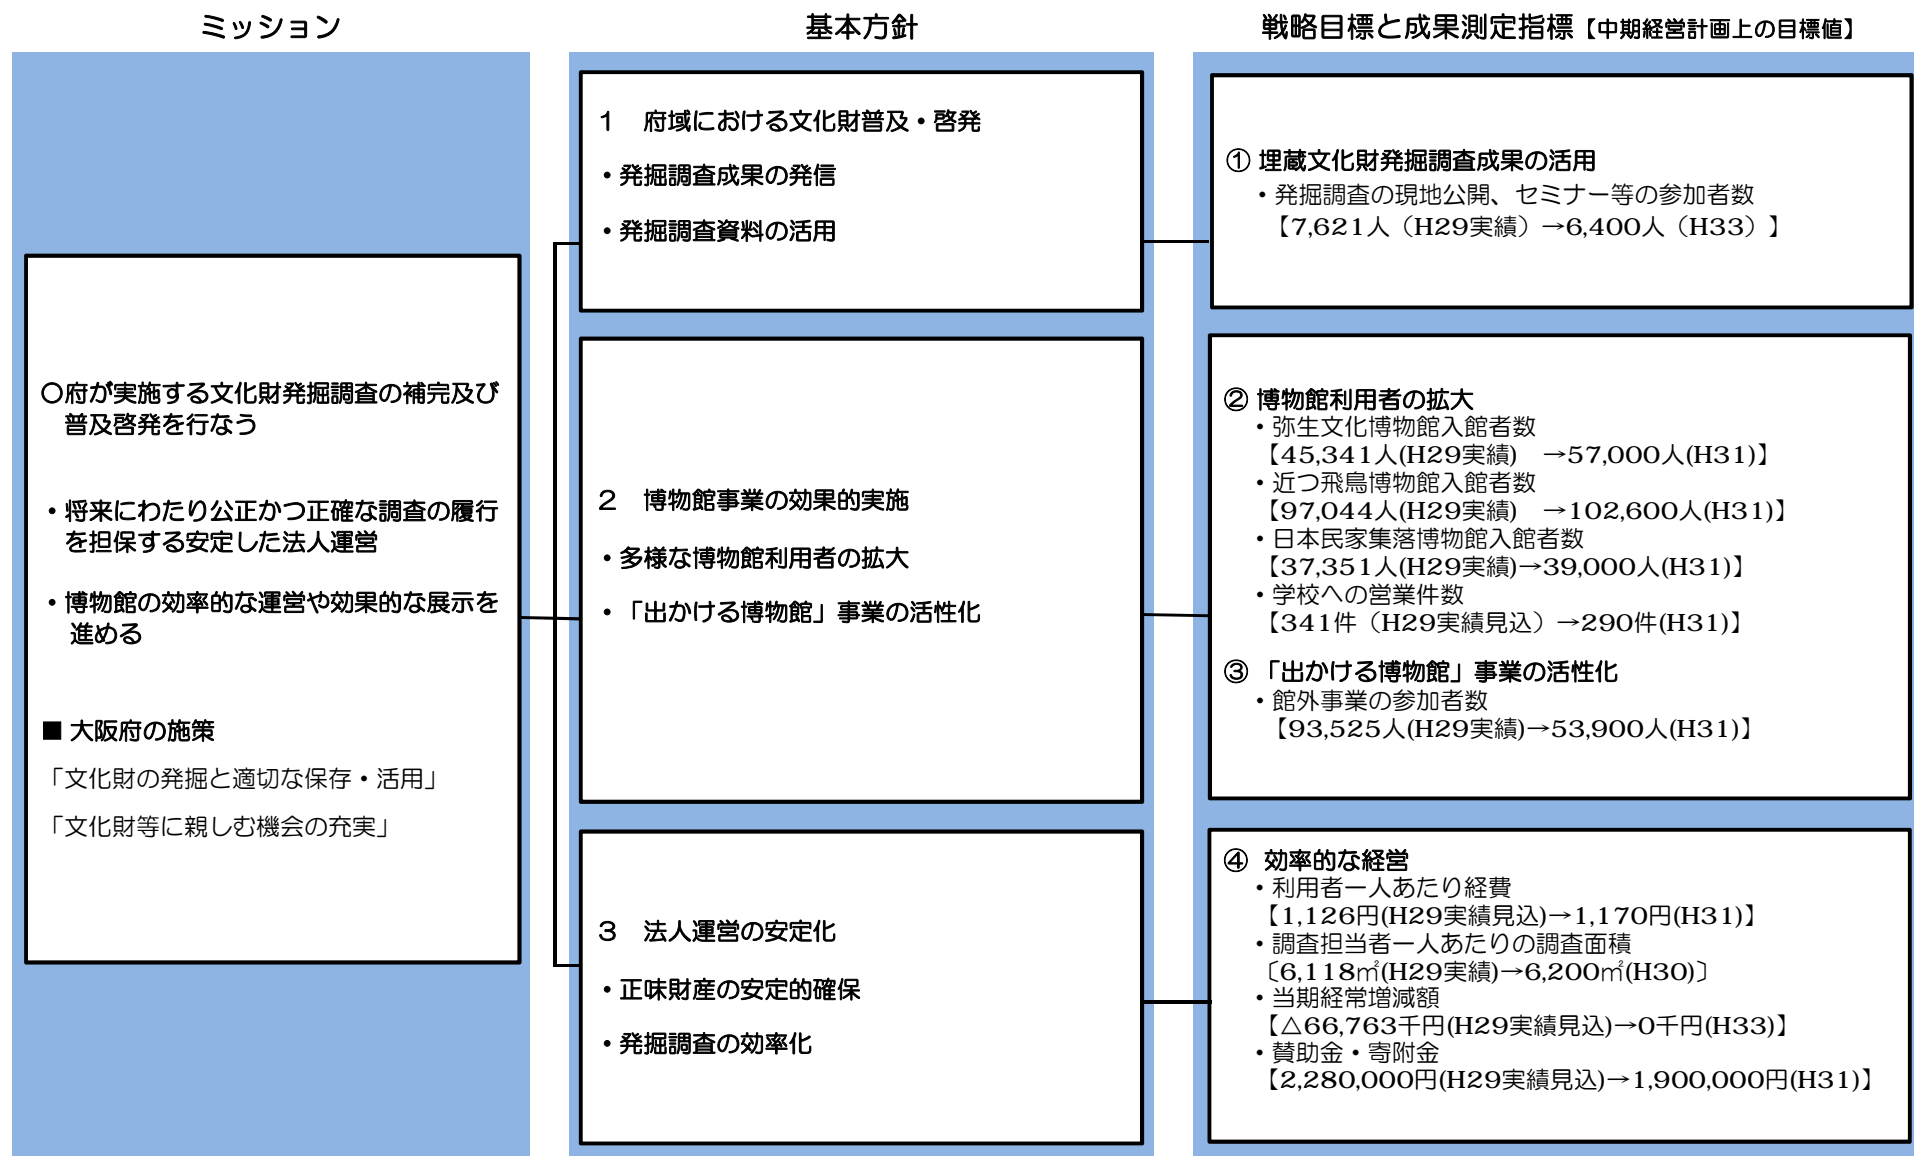 ミッション
〇府が実施する文化財発掘調査の補完及び
普及啓発を行なう
・将来にわたり公正かつ正確な調査の履行
を担保する安定した法人運営
・博物館の効率的な運営や効果的な展示を
進める
■ 大阪府の施策
「文化財の発掘と適切な保存・活用」
「文化財等に親しむ機会の充実」
基本方針
1　府域における文化財普及・啓発
・発掘調査成果の発信
・発掘調査資料の活用
2　博物館事業の効果的実施
・多様な博物館利用者の拡大
・「出かける博物館」事業の活性化
3　法人運営の安定化
・正味財産の安定的確保
・発掘調査の効率化
戦略目標と成果測定指標【中期経営計画上の目標値】
① 埋蔵文化財発掘調査成果の活用
・発掘調査の現地公開、セミナー等の参加者数
【7,621人（H29実績）→6,400人（H33）】
② 博物館利用者の拡大
・弥生文化博物館入館者数
【45,341人(H29実績)　→57,000人(H31)】
・近つ飛鳥博物館入館者数
【97,044人(H29実績)　→102,600人(H31)】
・日本民家集落博物館入館者数
【37,351人(H29実績)→39,000人(H31)】
・学校への営業件数
【341件（H29実績見込）→290件(H31)】
③ 「出かける博物館」事業の活性化
・館外事業の参加者数
【93,525人(H29実績)→53,900人(H31)】
④ 効率的な経営
・利用者一人あたり経費
【1,126円(H29実績見込)→1,170円(H31)】
・調査担当者一人あたりの調査面積
〔6,118㎡(H29実績)→6,200㎡(H30)〕
・当期経常増減額
【△66,763千円(H29実績見込)→0千円(H33)】
・賛助金・寄附金
【2,280,000円(H29実績見込)→1,900,000円(H31)】